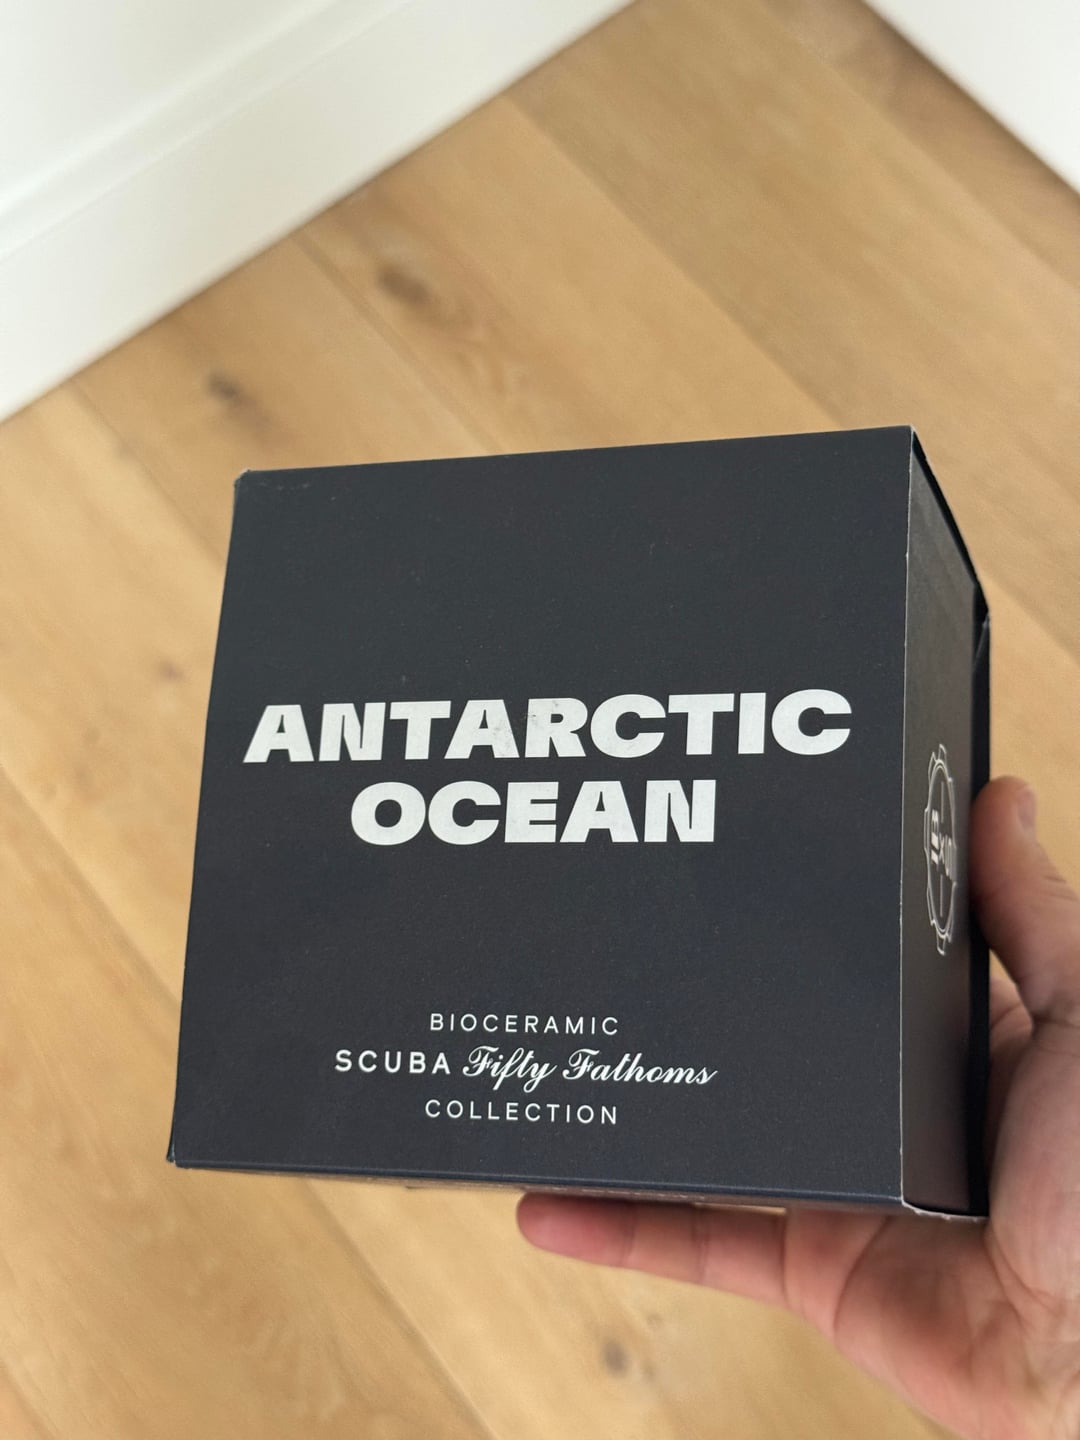 ANTARCTIC
OCEAN
BIOCERAMIC
SCUBA Fifty Fathoms
COLLECTION